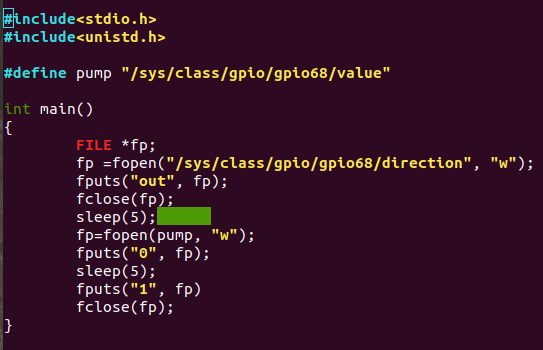 #include<stdio.h>
#include<unistd.h>
#define pump "/sys/class/gpio/gpio68/value"
int main()
{
FILE *fp;
fp =fopen("/sys/class/gpio/gpio68/direction", "w");
fputs("out", fp);
fclose(fp);
sleep(5);
fp=fopen(pump, "w");
fputs("0", fp);
sleep(5);
fputs("1", fp)
fclose(fp);
}